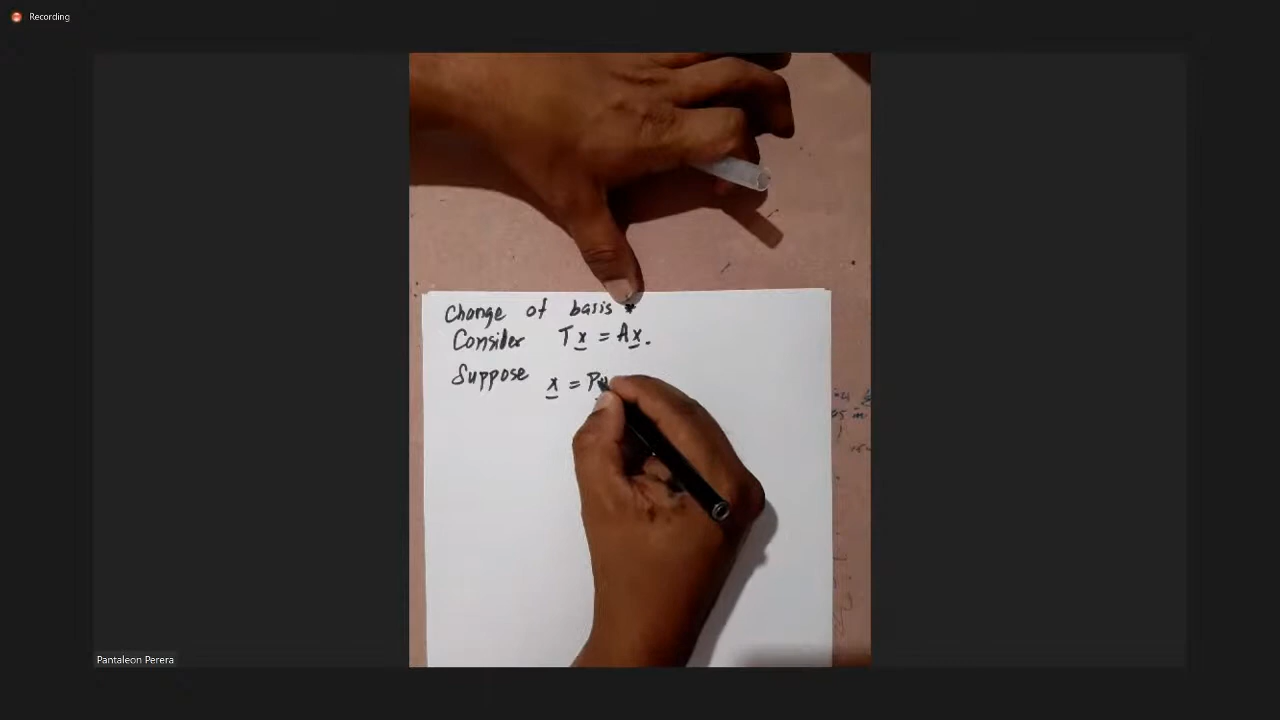 Recording
Change of basis *
Consider Tx = Ax.
Suppose x = P
Pantaleon Perera